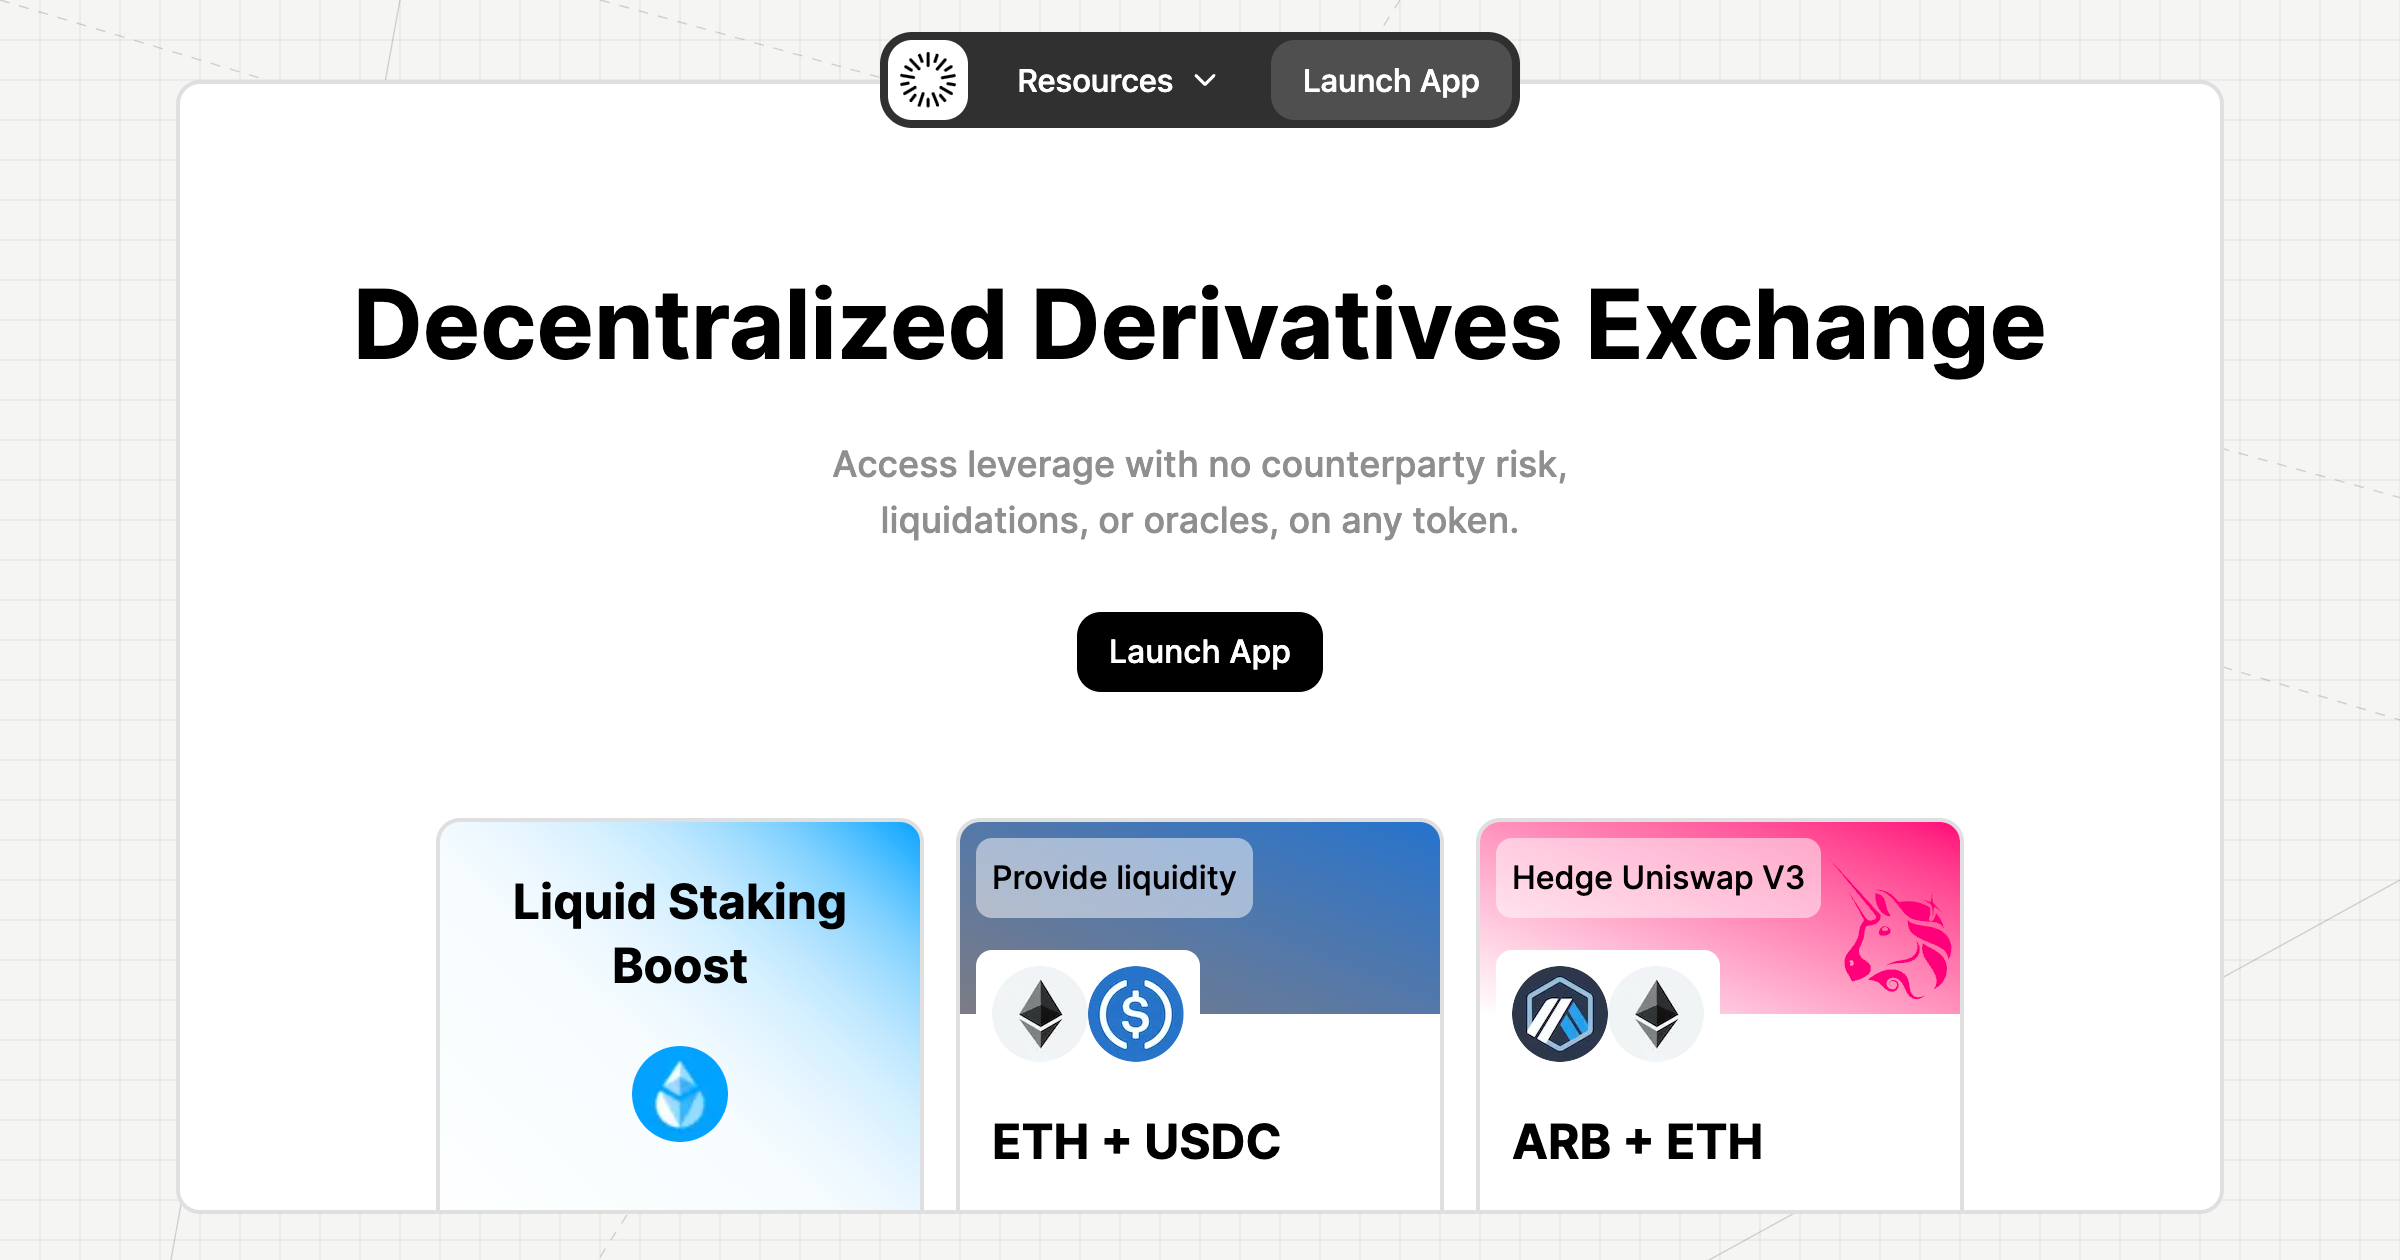 Resources
Launch App
Decentralized Derivatives Exchange
Access leverage with no counterparty risk,
liquidations, or oracles, on any token.
Launch App
Liquid Staking
Boost
Provide liquidity
ETH + USDC
Hedge Uniswap V3
ARB + ETH